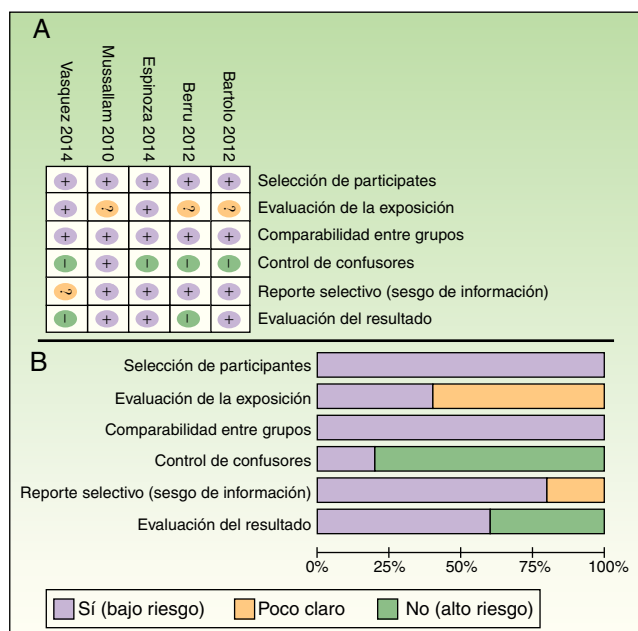 A
Vasquez 2014
Mussallam 2010
Espinoza 2014
Berru 2012
Bartolo 2012
+ + + + + Selección de participates
+ ? + ? ? Evaluación de la exposición
+ + + + + Comparabilidad entre grupos
− + − − − Control de confusores
? + + + + Reporte selectivo (sesgo de información)
− + + − + Evaluación del resultado
B
Selección de participantes
Evaluación de la exposición
Comparabilidad entre grupos
Control de confusores
Reporte selectivo (sesgo de información)
Evaluación del resultado
0% 25% 50% 75% 100%
Sí (bajo riesgo) Poco claro No (alto riesgo)